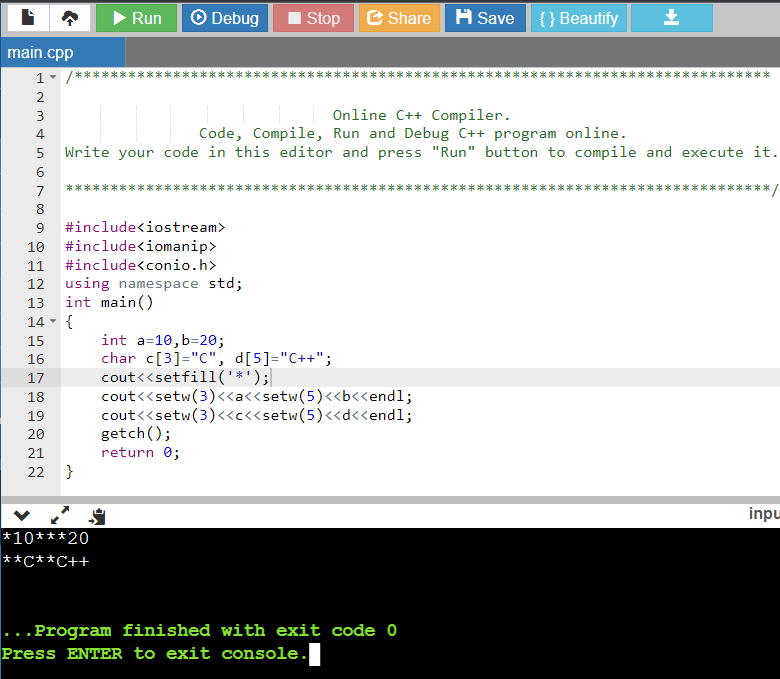 Run Debug Stop Share Save { } Beautify
main.cpp
1 /******************************************************************************
2
3 Online C++ Compiler.
4 Code, Compile, Run and Debug C++ program online.
5 Write your code in this editor and press "Run" button to compile and execute it.
6
7 *******************************************************************************/
8
9 #include<iostream>
10 #include<iomanip>
11 #include<conio.h>
12 using namespace std;
13 int main()
14 {
15 int a=10,b=20;
16 char c[3]="C", d[5]="C++";
17 cout<<setfill('*');
18 cout<<setw(3)<<a<<setw(5)<<b<<endl;
19 cout<<setw(3)<<c<<setw(5)<<d<<endl;
20 getch();
21 return 0;
22 }
inpu
*10***20
**C**C++
...Program finished with exit code 0
Press ENTER to exit console.